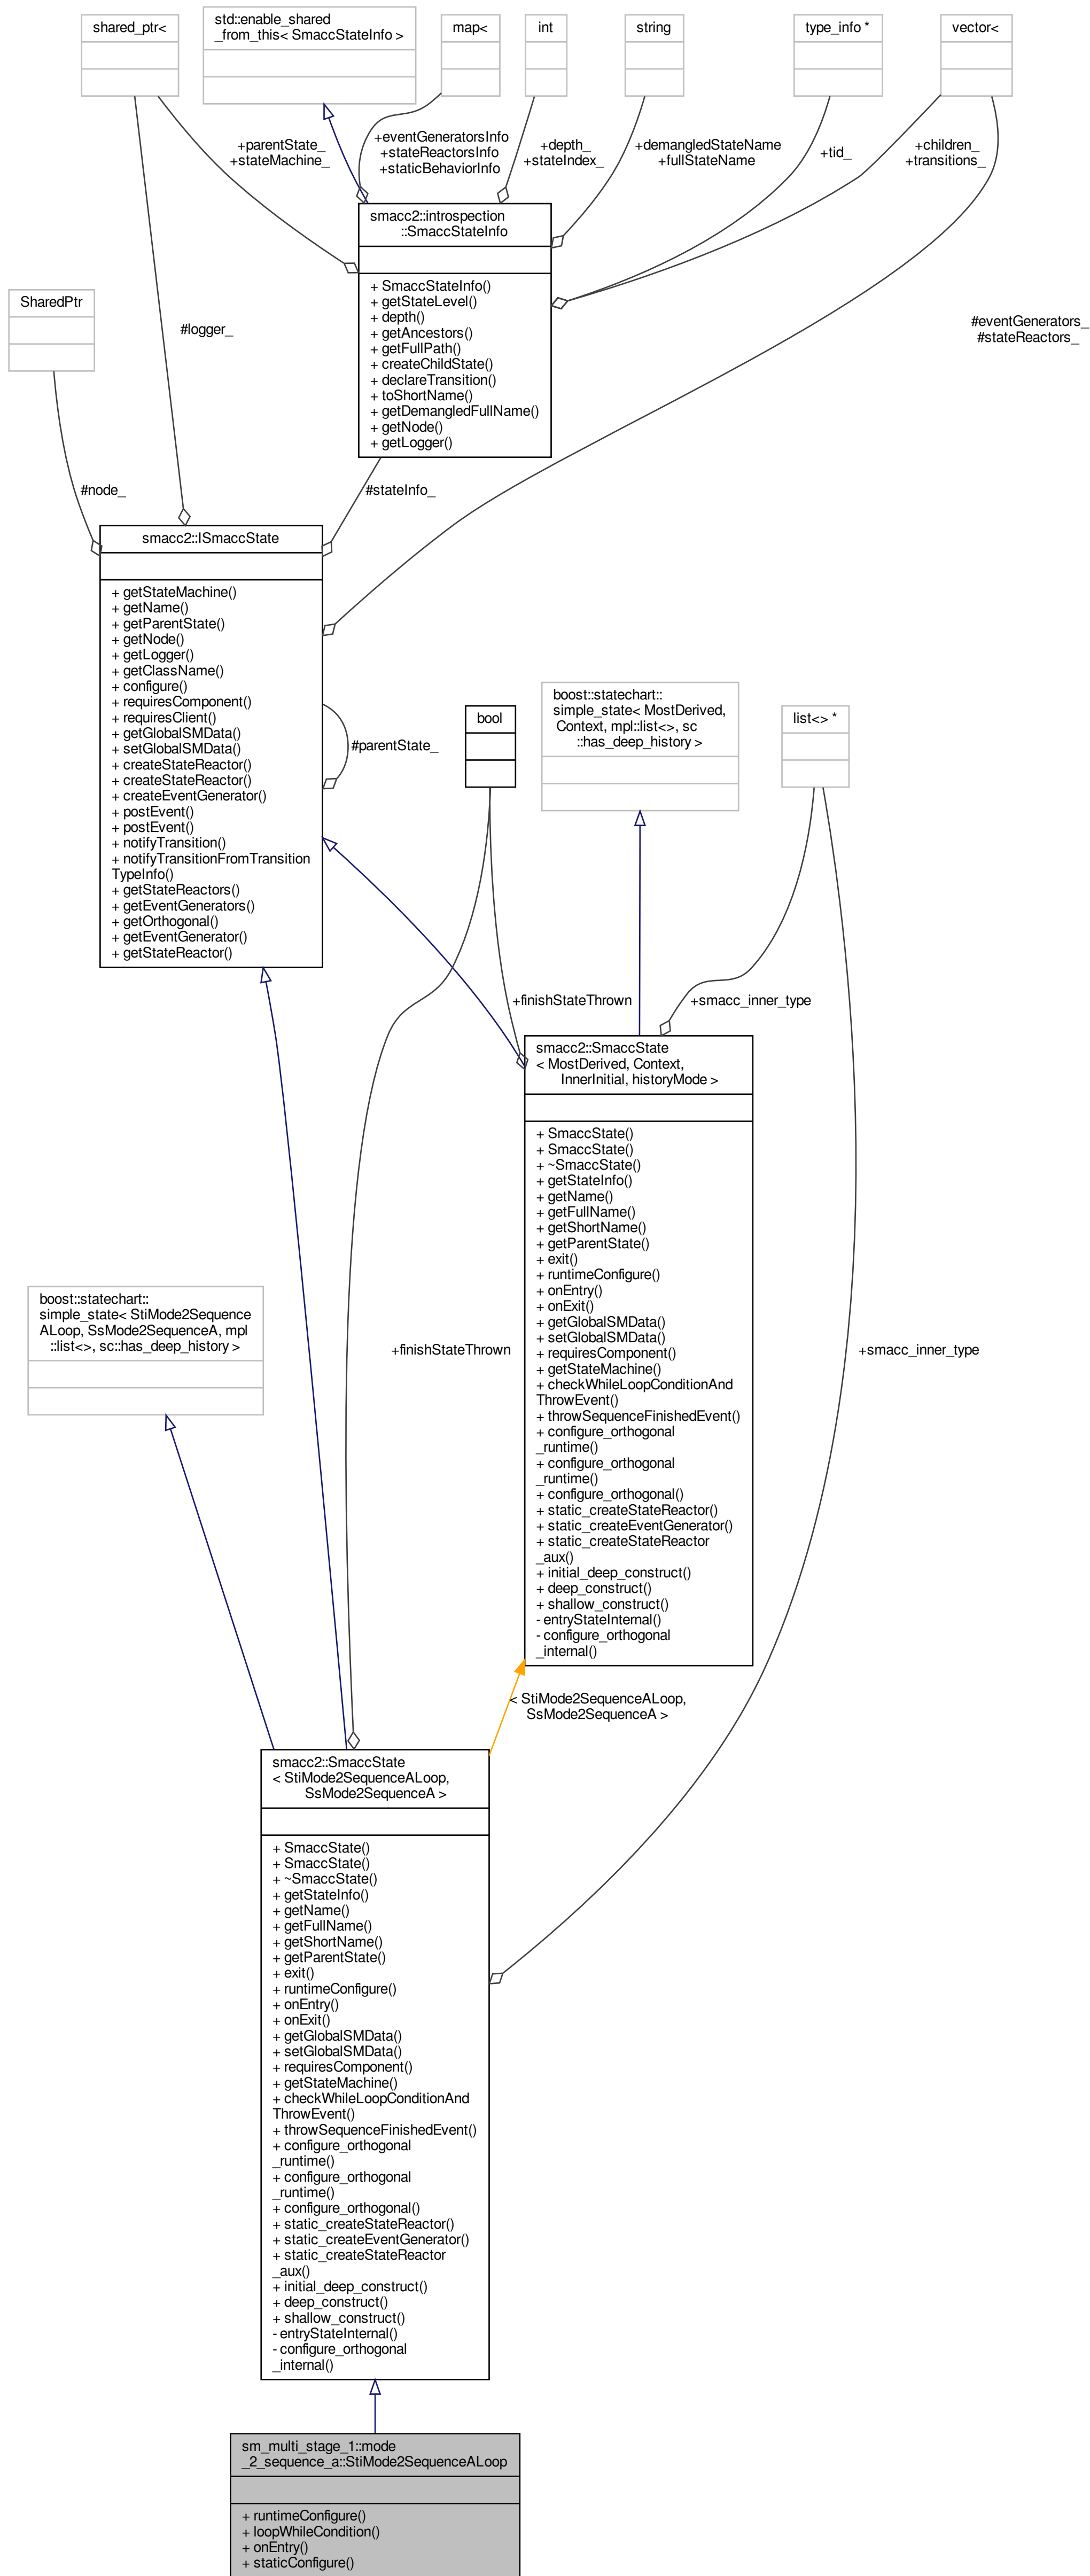 shared_ptr<
std::enable_shared
_from_this< SmaccStateInfo >
map<
int
string
type_info *
vector<
+parentState_
+stateMachine_
+eventGeneratorsInfo
+stateReactorsInfo
+staticBehaviorInfo
+depth_
+stateIndex_
+demangledStateName
+fullStateName
+tid_
+children_
+transitions_
smacc2::introspection
::SmaccStateInfo
+ SmaccStateInfo()
+ getStateLevel()
+ depth()
+ getAncestors()
+ getFullPath()
+ createChildState()
+ declareTransition()
+ toShortName()
+ getDemangledFullName()
+ getNode()
+ getLogger()
SharedPtr
#logger_
#eventGenerators_
#stateReactors_
#node_
#stateInfo_
smacc2::ISmaccState
+ getStateMachine()
+ getName()
+ getParentState()
+ getNode()
+ getLogger()
+ getClassName()
+ configure()
+ requiresComponent()
+ requiresClient()
+ getGlobalSMData()
+ setGlobalSMData()
+ createStateReactor()
+ createStateReactor()
+ createEventGenerator()
+ postEvent()
+ postEvent()
+ notifyTransition()
+ notifyTransitionFromTransition
TypeInfo()
+ getStateReactors()
+ getEventGenerators()
+ getOrthogonal()
+ getEventGenerator()
+ getStateReactor()
#parentState_
bool
boost::statechart::
simple_state< MostDerived,
Context, mpl::list<>, sc
::has_deep_history >
list<> *
+finishStateThrown
+smacc_inner_type
smacc2::SmaccState
< MostDerived, Context,
InnerInitial, historyMode >
+ SmaccState()
+ SmaccState()
+ ~SmaccState()
+ getStateInfo()
+ getName()
+ getFullName()
+ getShortName()
+ getParentState()
+ exit()
+ runtimeConfigure()
+ onEntry()
+ onExit()
+ getGlobalSMData()
+ setGlobalSMData()
+ requiresComponent()
+ getStateMachine()
+ checkWhileLoopConditionAnd
ThrowEvent()
+ throwSequenceFinishedEvent()
+ configure_orthogonal
_runtime()
+ configure_orthogonal
_runtime()
+ configure_orthogonal()
+ static_createStateReactor()
+ static_createEventGenerator()
+ static_createStateReactor
_aux()
+ initial_deep_construct()
+ deep_construct()
+ shallow_construct()
- entryStateInternal()
- configure_orthogonal
_internal()
boost::statechart::
simple_state< StiMode2Sequence
ALoop, SsMode2SequenceA, mpl
::list<>, sc::has_deep_history >
+finishStateThrown
+smacc_inner_type
< StiMode2SequenceALoop,
SsMode2SequenceA >
smacc2::SmaccState
< StiMode2SequenceALoop,
SsMode2SequenceA >
+ SmaccState()
+ SmaccState()
+ ~SmaccState()
+ getStateInfo()
+ getName()
+ getFullName()
+ getShortName()
+ getParentState()
+ exit()
+ runtimeConfigure()
+ onEntry()
+ onExit()
+ getGlobalSMData()
+ setGlobalSMData()
+ requiresComponent()
+ getStateMachine()
+ checkWhileLoopConditionAnd
ThrowEvent()
+ throwSequenceFinishedEvent()
+ configure_orthogonal
_runtime()
+ configure_orthogonal
_runtime()
+ configure_orthogonal()
+ static_createStateReactor()
+ static_createEventGenerator()
+ static_createStateReactor
_aux()
+ initial_deep_construct()
+ deep_construct()
+ shallow_construct()
- entryStateInternal()
- configure_orthogonal
_internal()
sm_multi_stage_1::mode
_2_sequence_a::StiMode2SequenceALoop
+ runtimeConfigure()
+ loopWhileCondition()
+ onEntry()
+ staticConfigure()